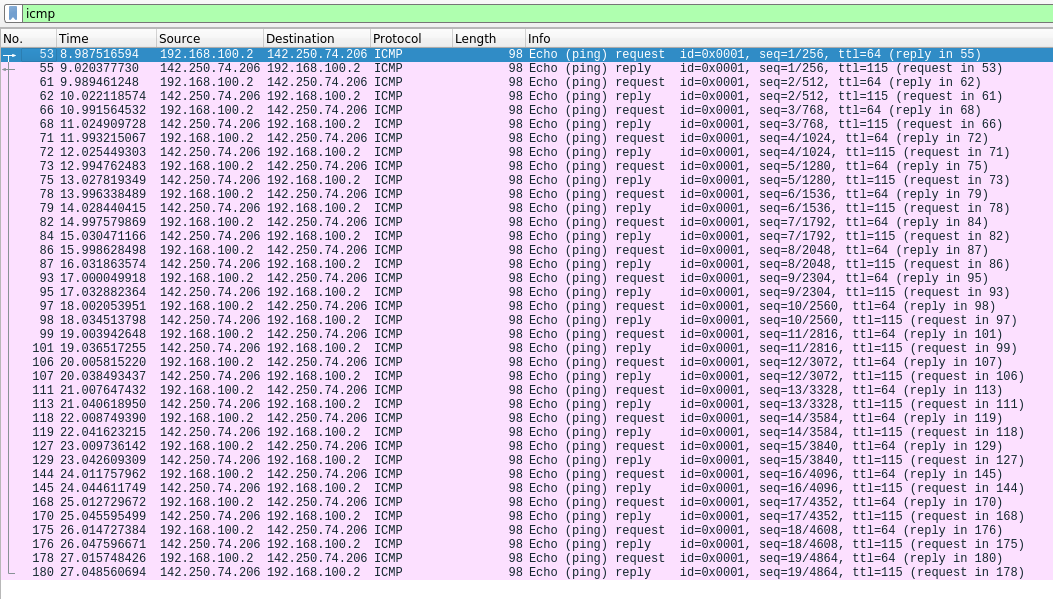 icmp
No. Time Source Destination Protocol Length Info
53 8.987516594 192.168.100.2 142.250.74.206 ICMP 98 Echo (ping) request id=0x0001, seq=1/256, ttl=64 (reply in 55)
55 9.020377730 142.250.74.206 192.168.100.2 ICMP 98 Echo (ping) reply id=0x0001, seq=1/256, ttl=115 (request in 53)
61 9.989461248 192.168.100.2 142.250.74.206 ICMP 98 Echo (ping) request id=0x0001, seq=2/512, ttl=64 (reply in 62)
62 10.022118574 142.250.74.206 192.168.100.2 ICMP 98 Echo (ping) reply id=0x0001, seq=2/512, ttl=115 (request in 61)
66 10.991564532 192.168.100.2 142.250.74.206 ICMP 98 Echo (ping) request id=0x0001, seq=3/768, ttl=64 (reply in 68)
68 11.024909728 142.250.74.206 192.168.100.2 ICMP 98 Echo (ping) reply id=0x0001, seq=3/768, ttl=115 (request in 66)
71 11.993215067 192.168.100.2 142.250.74.206 ICMP 98 Echo (ping) request id=0x0001, seq=4/1024, ttl=64 (reply in 72)
72 12.025449303 142.250.74.206 192.168.100.2 ICMP 98 Echo (ping) reply id=0x0001, seq=4/1024, ttl=115 (request in 71)
73 12.994762483 192.168.100.2 142.250.74.206 ICMP 98 Echo (ping) request id=0x0001, seq=5/1280, ttl=64 (reply in 75)
75 13.027819349 142.250.74.206 192.168.100.2 ICMP 98 Echo (ping) reply id=0x0001, seq=5/1280, ttl=115 (request in 73)
78 13.996338489 192.168.100.2 142.250.74.206 ICMP 98 Echo (ping) request id=0x0001, seq=6/1536, ttl=64 (reply in 79)
79 14.028440415 142.250.74.206 192.168.100.2 ICMP 98 Echo (ping) reply id=0x0001, seq=6/1536, ttl=115 (request in 78)
82 14.997579869 192.168.100.2 142.250.74.206 ICMP 98 Echo (ping) request id=0x0001, seq=7/1792, ttl=64 (reply in 84)
84 15.030471166 142.250.74.206 192.168.100.2 ICMP 98 Echo (ping) reply id=0x0001, seq=7/1792, ttl=115 (request in 82)
86 15.998628498 192.168.100.2 142.250.74.206 ICMP 98 Echo (ping) request id=0x0001, seq=8/2048, ttl=64 (reply in 87)
87 16.031863574 142.250.74.206 192.168.100.2 ICMP 98 Echo (ping) reply id=0x0001, seq=8/2048, ttl=115 (request in 86)
93 17.000049918 192.168.100.2 142.250.74.206 ICMP 98 Echo (ping) request id=0x0001, seq=9/2304, ttl=64 (reply in 95)
95 17.032882364 142.250.74.206 192.168.100.2 ICMP 98 Echo (ping) reply id=0x0001, seq=9/2304, ttl=115 (request in 93)
97 18.002053951 192.168.100.2 142.250.74.206 ICMP 98 Echo (ping) request id=0x0001, seq=10/2560, ttl=64 (reply in 98)
98 18.034513798 142.250.74.206 192.168.100.2 ICMP 98 Echo (ping) reply id=0x0001, seq=10/2560, ttl=115 (request in 97)
99 19.003942648 192.168.100.2 142.250.74.206 ICMP 98 Echo (ping) request id=0x0001, seq=11/2816, ttl=64 (reply in 101)
101 19.036517255 142.250.74.206 192.168.100.2 ICMP 98 Echo (ping) reply id=0x0001, seq=11/2816, ttl=115 (request in 99)
106 20.005815220 192.168.100.2 142.250.74.206 ICMP 98 Echo (ping) request id=0x0001, seq=12/3072, ttl=64 (reply in 107)
107 20.038493437 142.250.74.206 192.168.100.2 ICMP 98 Echo (ping) reply id=0x0001, seq=12/3072, ttl=115 (request in 106)
111 21.007647432 192.168.100.2 142.250.74.206 ICMP 98 Echo (ping) request id=0x0001, seq=13/3328, ttl=64 (reply in 113)
113 21.040618950 142.250.74.206 192.168.100.2 ICMP 98 Echo (ping) reply id=0x0001, seq=13/3328, ttl=115 (request in 111)
118 22.008749390 192.168.100.2 142.250.74.206 ICMP 98 Echo (ping) request id=0x0001, seq=14/3584, ttl=64 (reply in 119)
119 22.041623215 142.250.74.206 192.168.100.2 ICMP 98 Echo (ping) reply id=0x0001, seq=14/3584, ttl=115 (request in 118)
127 23.009736142 192.168.100.2 142.250.74.206 ICMP 98 Echo (ping) request id=0x0001, seq=15/3840, ttl=64 (reply in 129)
129 23.042609309 142.250.74.206 192.168.100.2 ICMP 98 Echo (ping) reply id=0x0001, seq=15/3840, ttl=115 (request in 127)
144 24.011757962 192.168.100.2 142.250.74.206 ICMP 98 Echo (ping) request id=0x0001, seq=16/4096, ttl=64 (reply in 145)
145 24.044611749 142.250.74.206 192.168.100.2 ICMP 98 Echo (ping) reply id=0x0001, seq=16/4096, ttl=115 (request in 144)
168 25.012729672 192.168.100.2 142.250.74.206 ICMP 98 Echo (ping) request id=0x0001, seq=17/4352, ttl=64 (reply in 170)
170 25.045595499 142.250.74.206 192.168.100.2 ICMP 98 Echo (ping) reply id=0x0001, seq=17/4352, ttl=115 (request in 168)
175 26.014727384 192.168.100.2 142.250.74.206 ICMP 98 Echo (ping) request id=0x0001, seq=18/4608, ttl=64 (reply in 176)
176 26.047596671 142.250.74.206 192.168.100.2 ICMP 98 Echo (ping) reply id=0x0001, seq=18/4608, ttl=115 (request in 175)
178 27.015748426 192.168.100.2 142.250.74.206 ICMP 98 Echo (ping) request id=0x0001, seq=19/4864, ttl=64 (reply in 180)
180 27.048560694 142.250.74.206 192.168.100.2 ICMP 98 Echo (ping) reply id=0x0001, seq=19/4864, ttl=115 (request in 178)